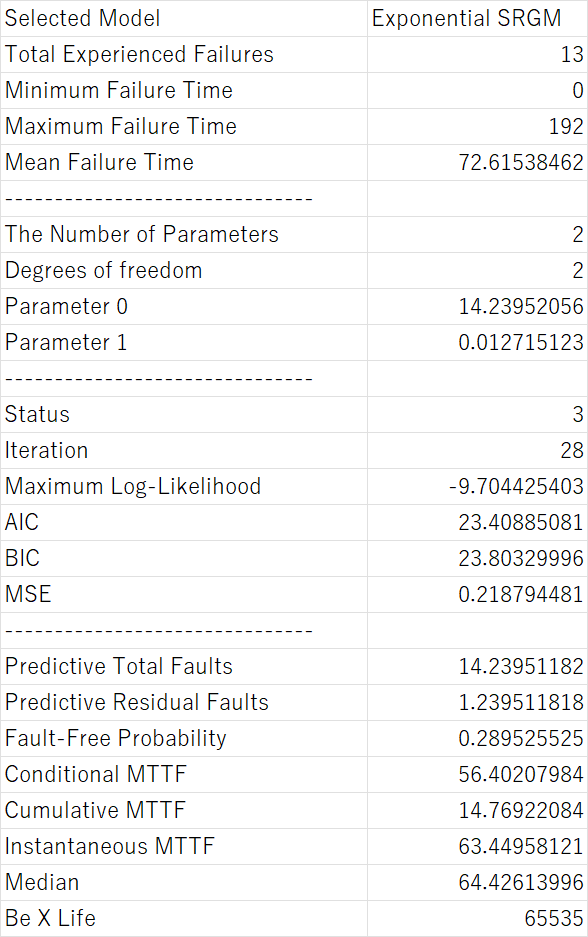 Selected Model Exponential SRGM
Total Experienced Failures 13
Minimum Failure Time 0
Maximum Failure Time 192
Mean Failure Time 72.61538462
-------------------------------
The Number of Parameters 2
Degrees of freedom 2
Parameter 0 14.23952056
Parameter 1 0.012715123
-------------------------------
Status 3
Iteration 28
Maximum Log-Likelihood -9.704425403
AIC 23.40885081
BIC 23.80329996
MSE 0.218794481
-------------------------------
Predictive Total Faults 14.23951182
Predictive Residual Faults 1.239511818
Fault-Free Probability 0.289525525
Conditional MTTF 56.40207984
Cumulative MTTF 14.76922084
Instantaneous MTTF 63.44958121
Median 64.42613996
Be X Life 65535